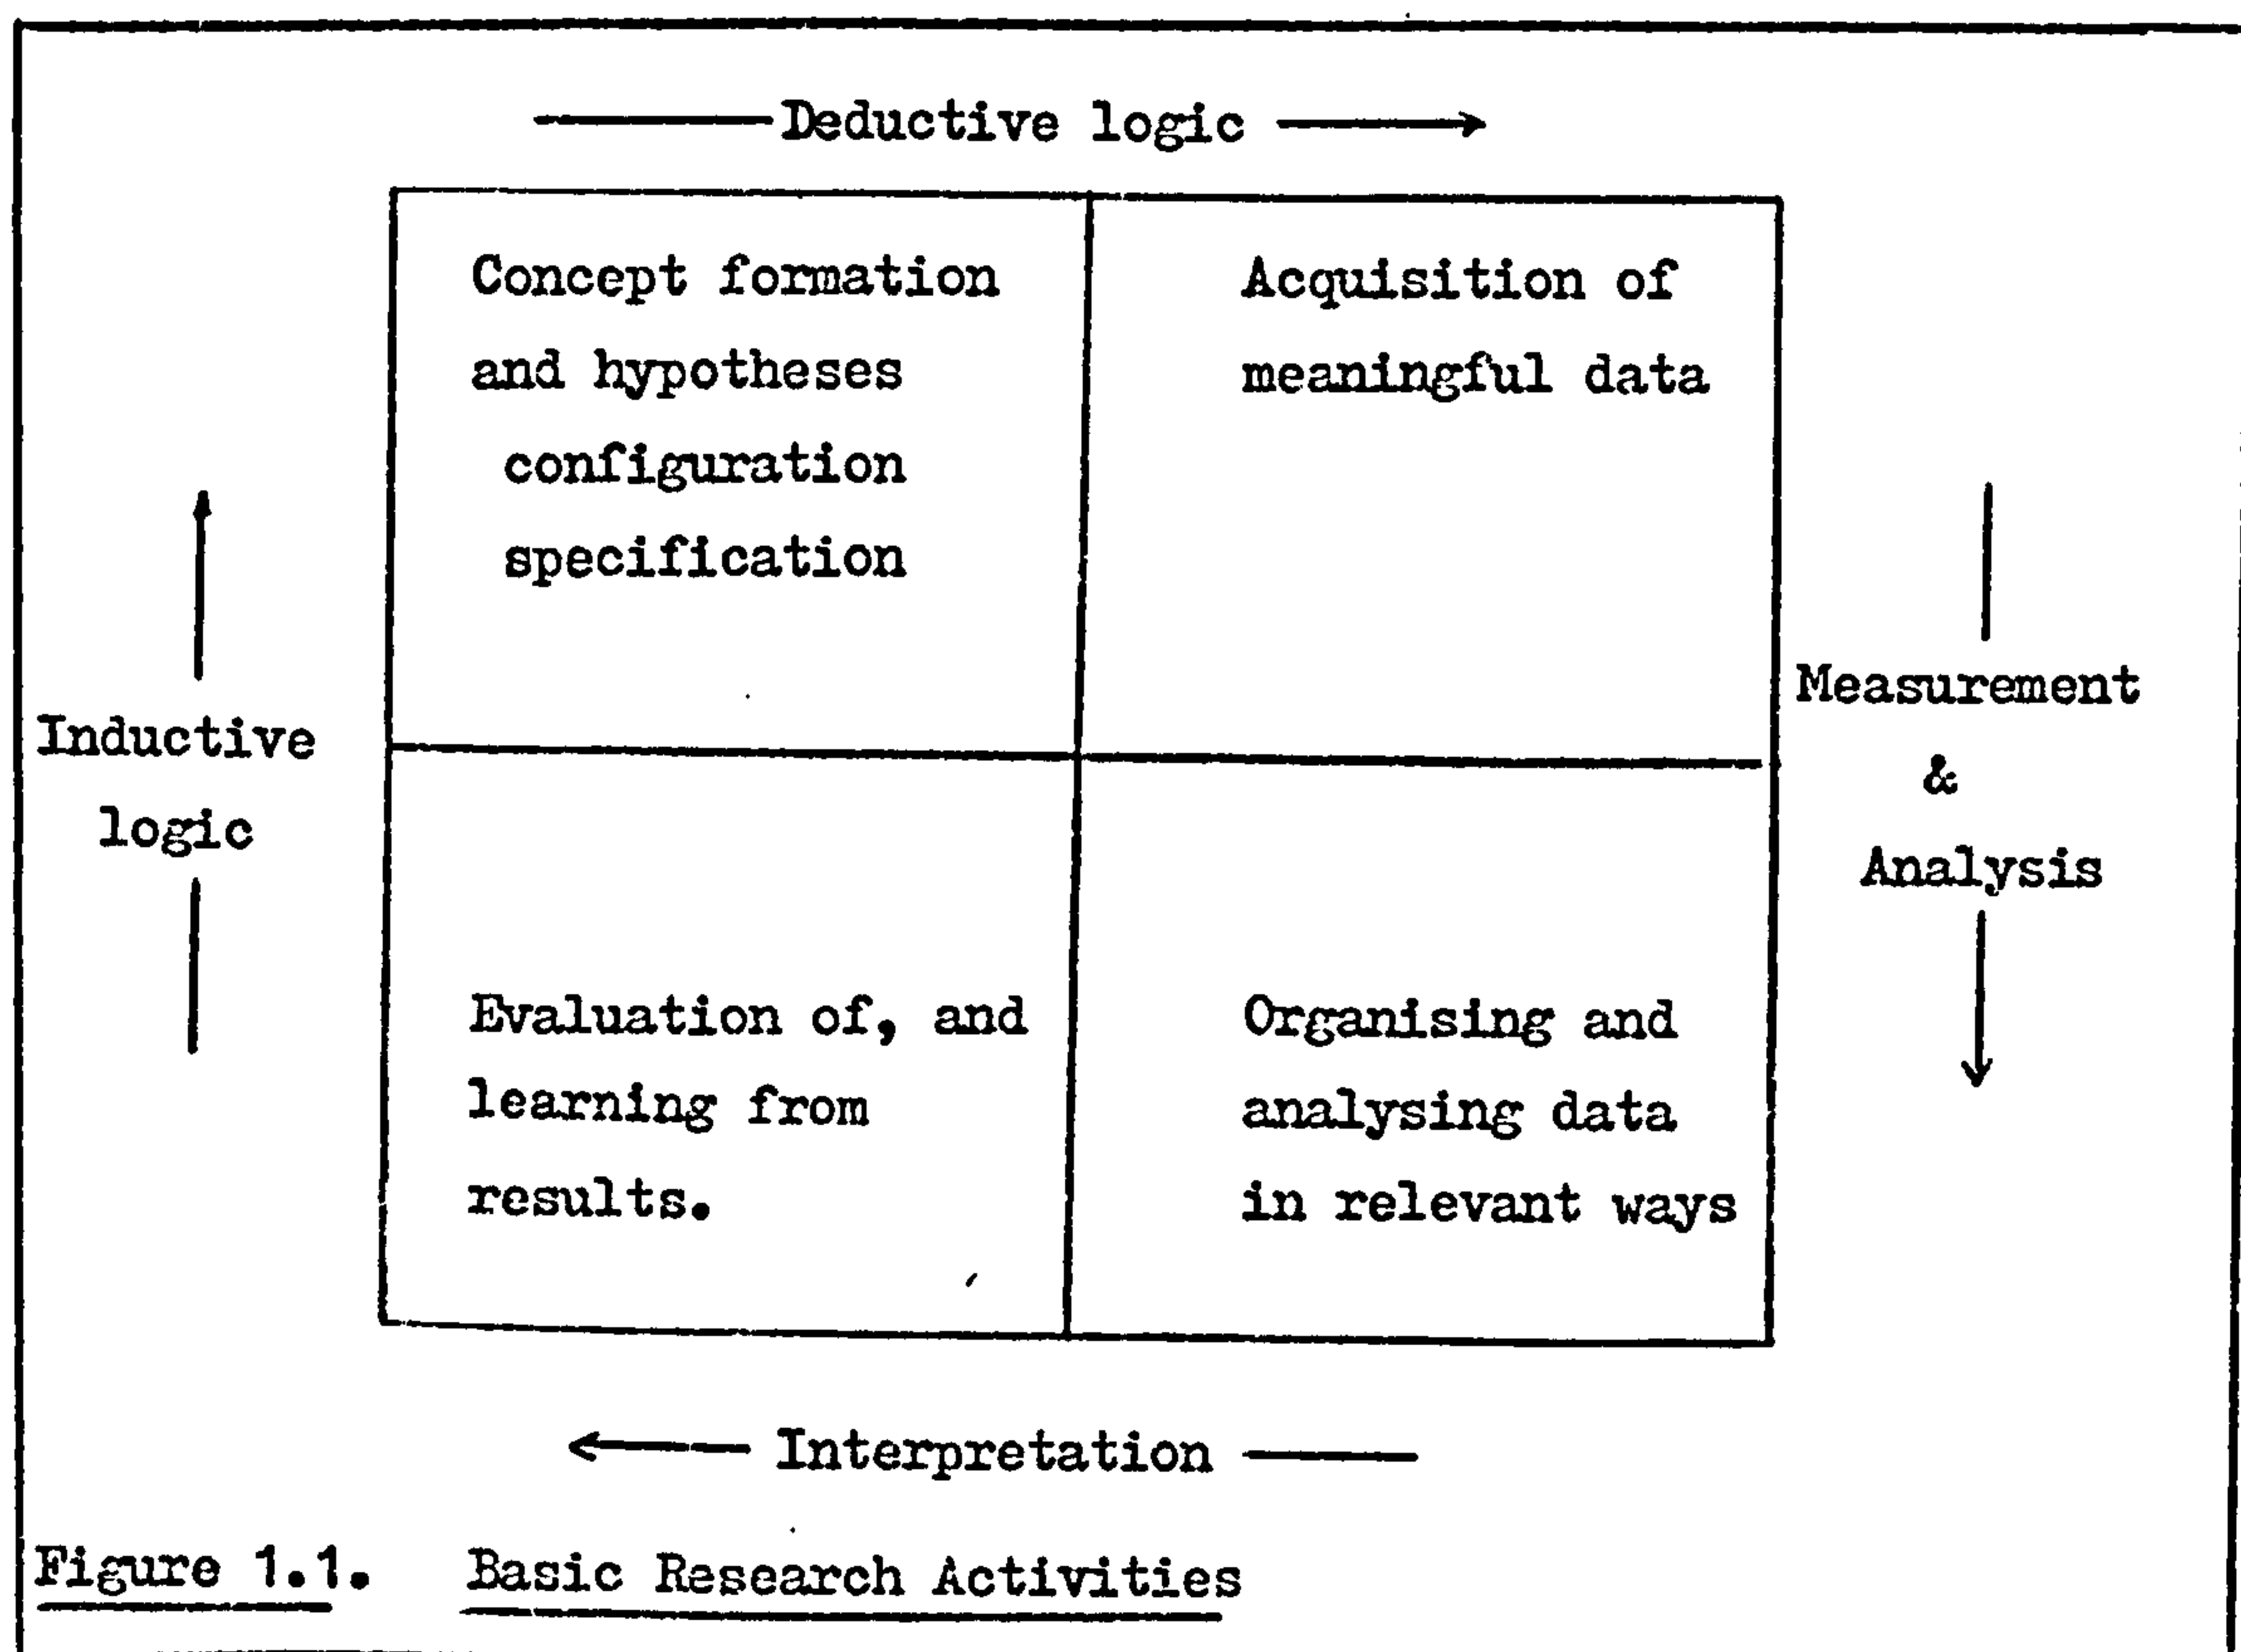 Deductive logic
Concept formation
and hypotheses
configuration
specification
Acquisition of
meaningful data
Inductive
logic
Measurement
&
Analysis
Evaluation of, and
learning from
results.
Organising and
analysing data
in relevant ways
Interpretation
Figure 1.1. Basic Research Activities